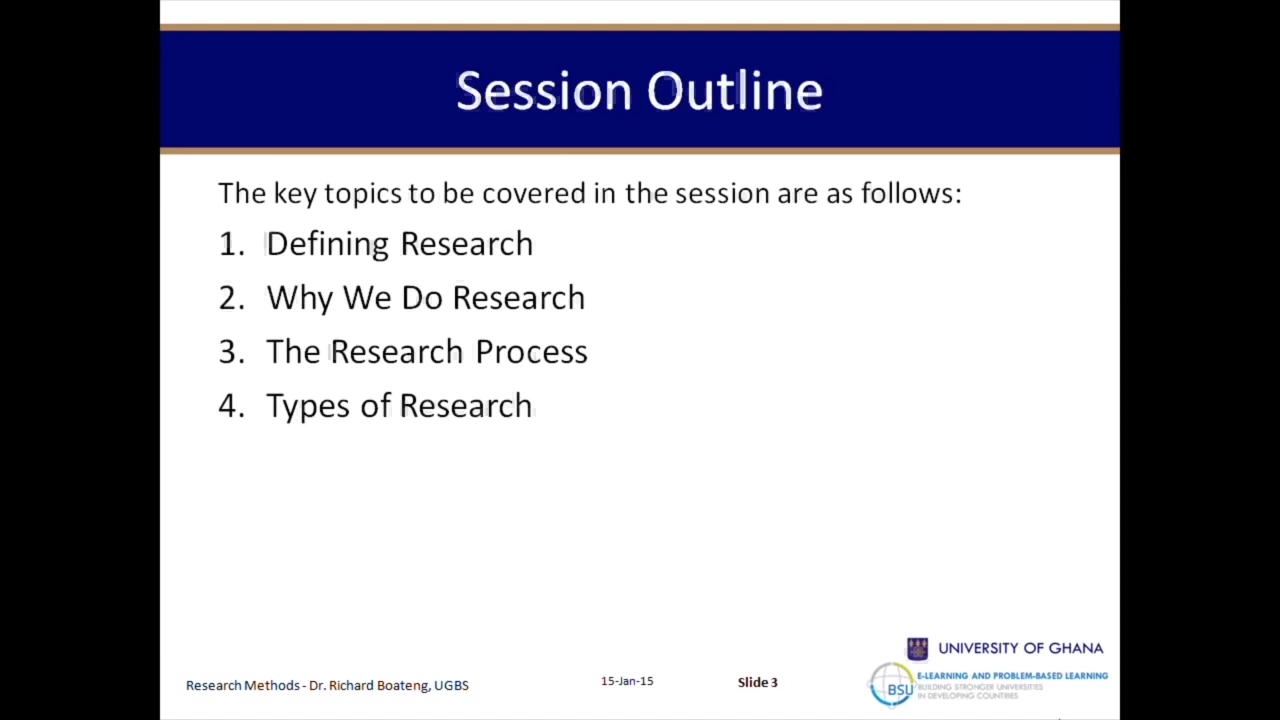 Session Outline
The key topics to be covered in the session are as follows:
1. Defining Research
2. Why We Do Research
3. The Research Process
4. Types of Research
UNIVERSITY OF GHANA
Research Methods - Dr. Richard Boateng, UGBS
15-Jan-15
Slide 3
BSU
E-LEARNING AND PROBLEM-BASED LEARNING
BUILDING STRONGER UNIVERSITIES
IN DEVELOPING COUNTRIES